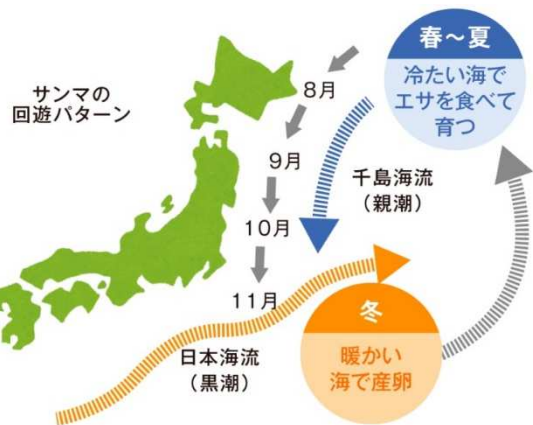 サンマの
回遊パターン
春～夏
冷たい海で
エサを食べて
育つ
8月
9月
10月
11月
千島海流
（親潮）
日本海流
（黒潮）
冬
暖かい
海で産卵